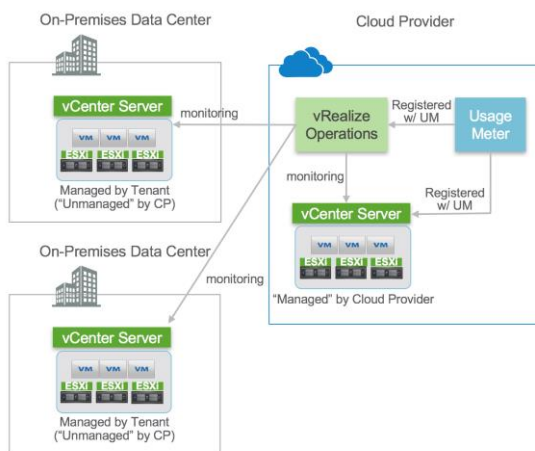 On-Premises Data Center
vCenter Server
VM VM VM
ESXi ESXi ESXi
Managed by Tenant
("Unmanaged" by CP)
On-Premises Data Center
vCenter Server
VM VM VM
ESXi ESXi ESXi
Managed by Tenant
("Unmanaged" by CP)
monitoring
monitoring
Cloud Provider
vRealize
Operations
Registered
w/ UM
Usage
Meter
monitoring
Registered
w/ UM
vCenter Server
VM VM VM
ESXi ESXi ESXi
"Managed" by Cloud Provider